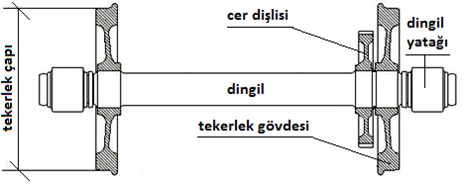 cer dişlisi
dingil
yatağı
tekerlek çapı
dingil
tekerlek gövdesi